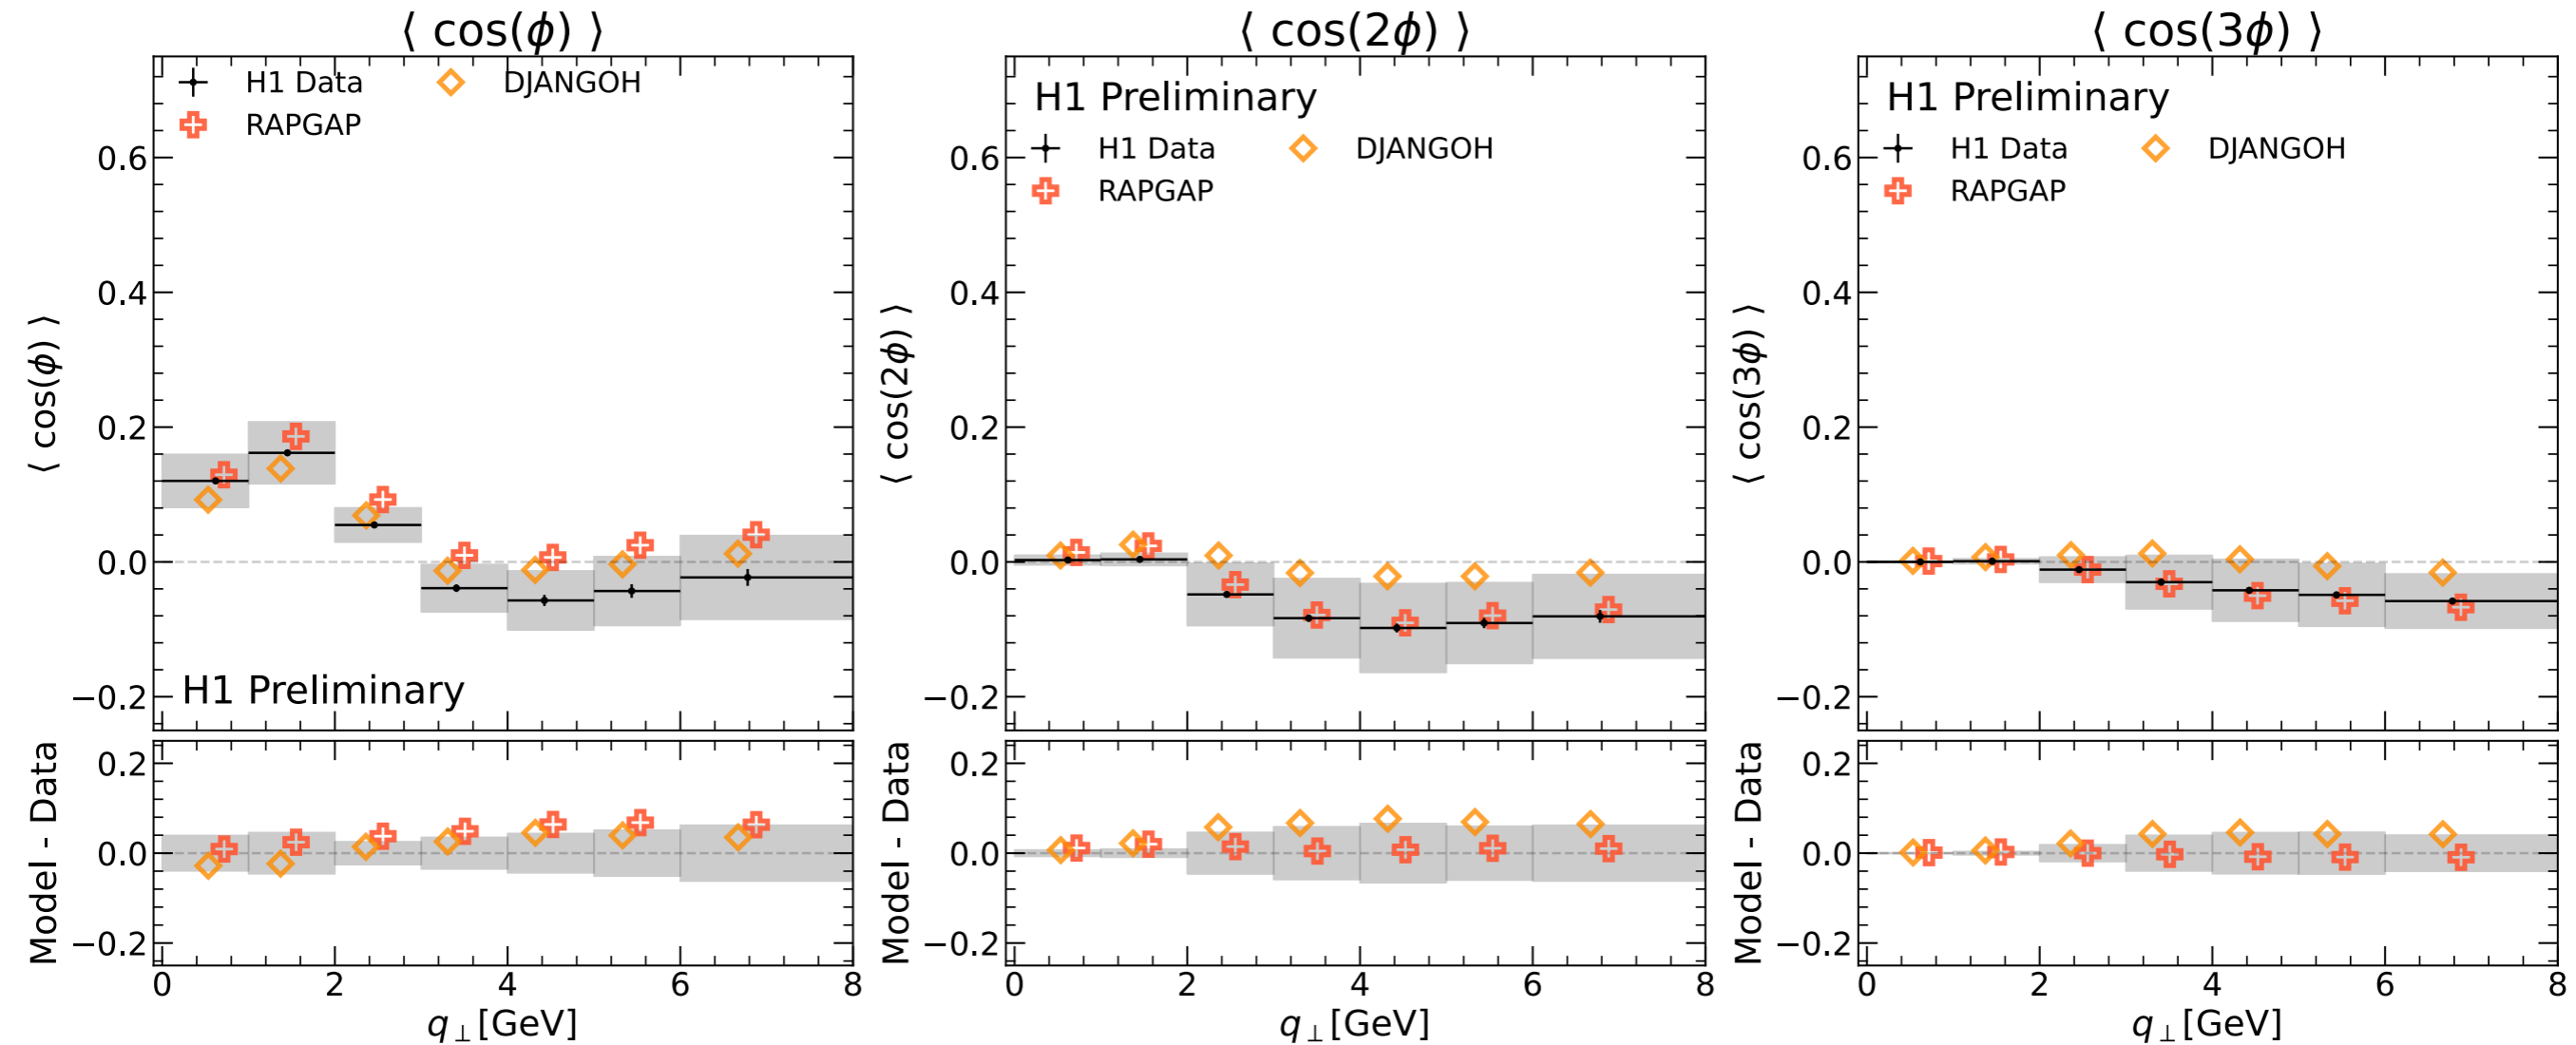 ⟨ cos(ϕ) ⟩
H1 Data
DJANGOH
RAPGAP
0.6
0.4
0.2
0.0
−0.2
⟨ cos(ϕ) ⟩
H1 Preliminary
0.2
0.0
−0.2
Model - Data
0 2 4 6 8
q⊥[GeV]
⟨ cos(2ϕ) ⟩
H1 Preliminary
H1 Data
DJANGOH
RAPGAP
0.6
0.4
0.2
0.0
−0.2
⟨ cos(2ϕ) ⟩
0.2
0.0
−0.2
Model - Data
0 2 4 6 8
q⊥[GeV]
⟨ cos(3ϕ) ⟩
H1 Preliminary
H1 Data
DJANGOH
RAPGAP
0.6
0.4
0.2
0.0
−0.2
⟨ cos(3ϕ) ⟩
0.2
0.0
−0.2
Model - Data
0 2 4 6 8
q⊥[GeV]